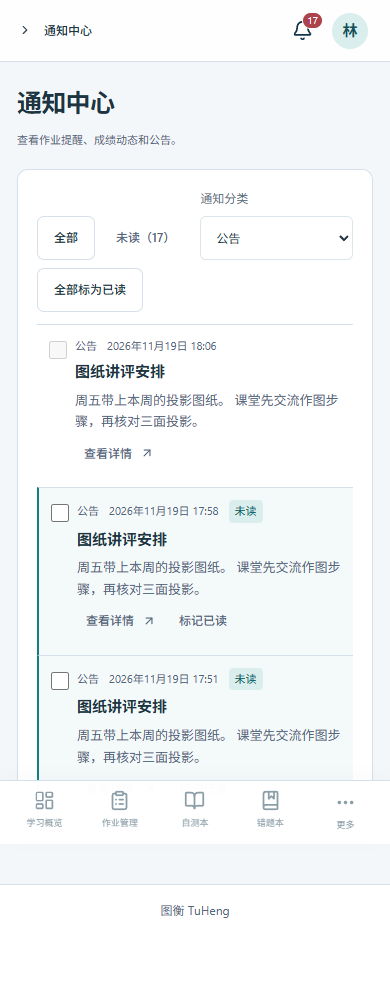 通知中心
17
林
通知中心
查看作业提醒、成绩动态和公告。
通知分类
全部
未读（17）
公告
全部标为已读
公告 2026年11月19日 18:06
图纸讲评安排
周五带上本周的投影图纸。 课堂先交流作图步
骤，再核对三面投影。
查看详情
公告 2026年11月19日 17:58 未读
图纸讲评安排
周五带上本周的投影图纸。 课堂先交流作图步
骤，再核对三面投影。
查看详情 标记已读
公告 2026年11月19日 17:51 未读
图纸讲评安排
周五带上本周的投影图纸。 课堂先交流作图步
骤，再核对三面投影。
学习概览 作业管理 自测本 错题本 更多
图衡 TuHeng